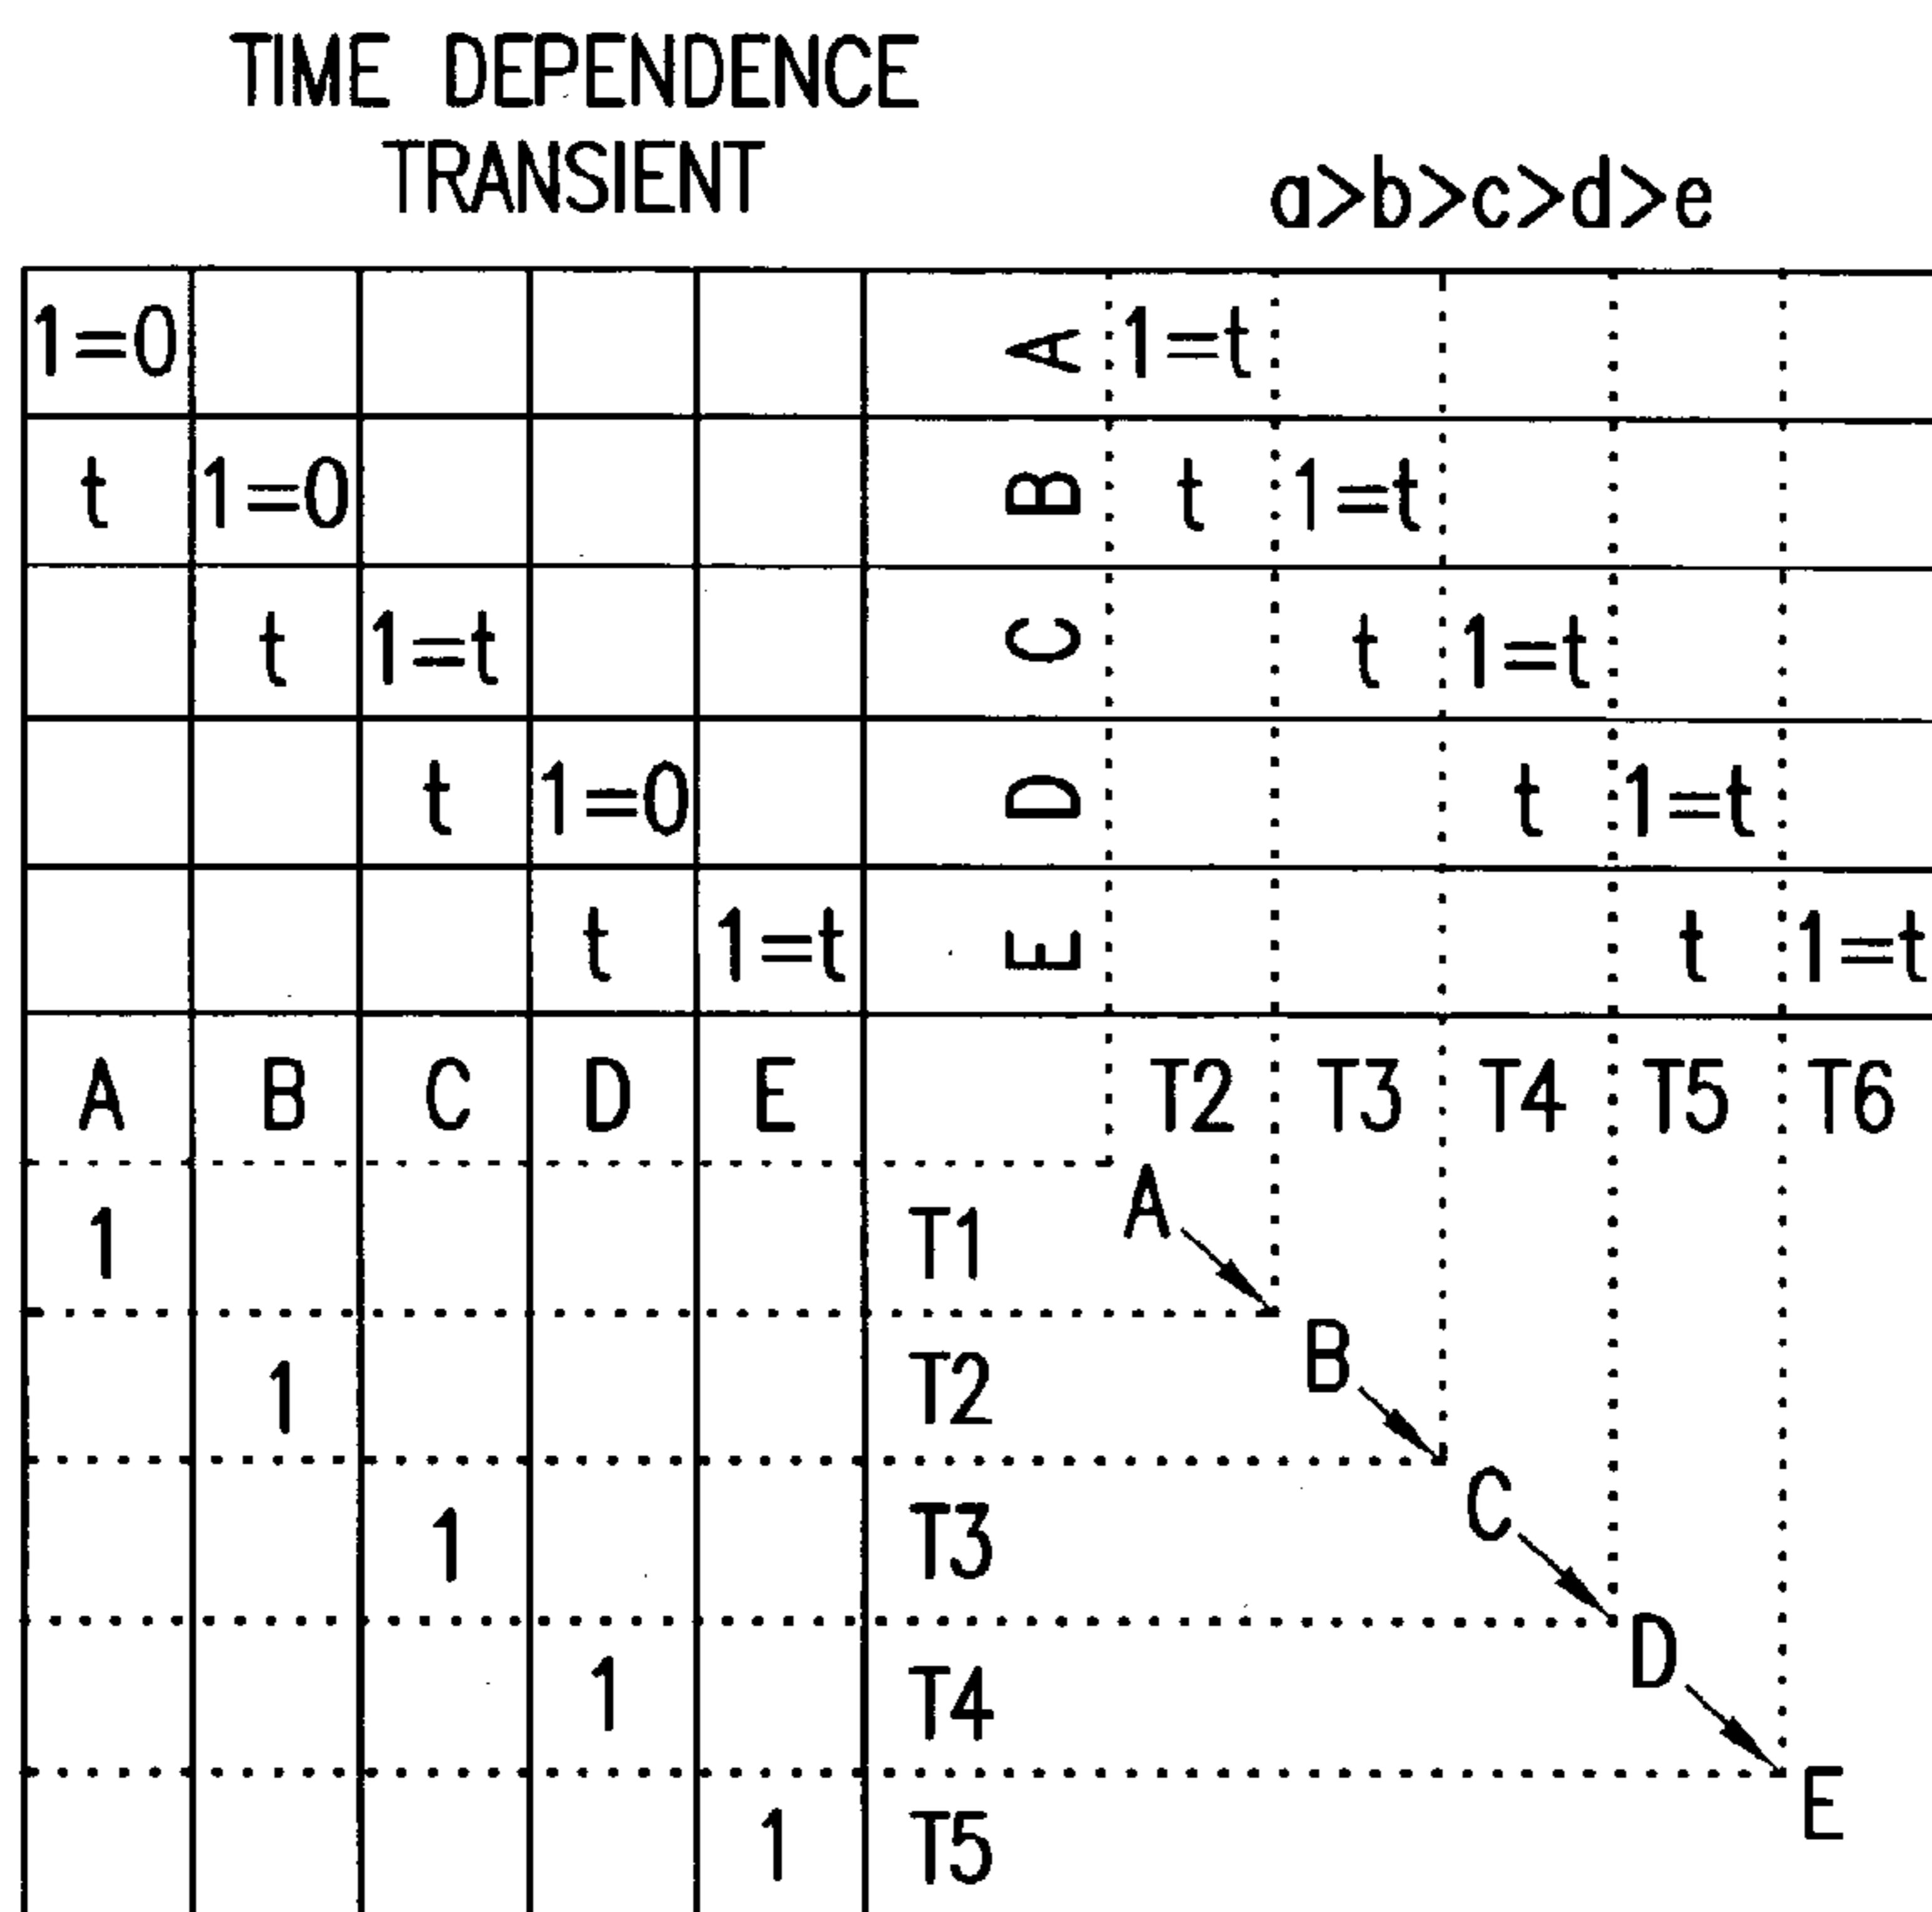 TIME DEPENDENCE
TRANSIENT
a>b>c>d>e
1=0 A 1=t
t 1=0 B t 1=t
t 1=t C t 1=t
t 1=0 D t 1=t
t 1=t E t 1=t
A B C D E T2 T3 T4 T5 T6
1 T1 A
1 T2 B
1 T3 C
1 T4 D
1 T5 E